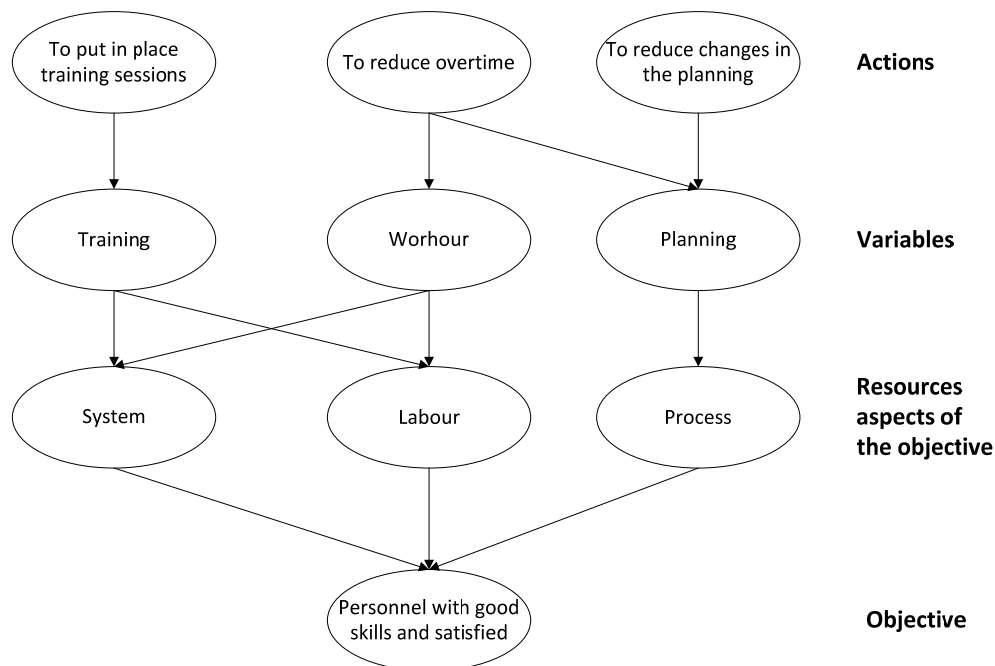 To put in place
training sessions
To reduce overtime
To reduce changes in
the planning
Actions
Training
Worhour
Planning
Variables
System
Labour
Process
Resources
aspects of
the objective
Personnel with good
skills and satisfied
Objective